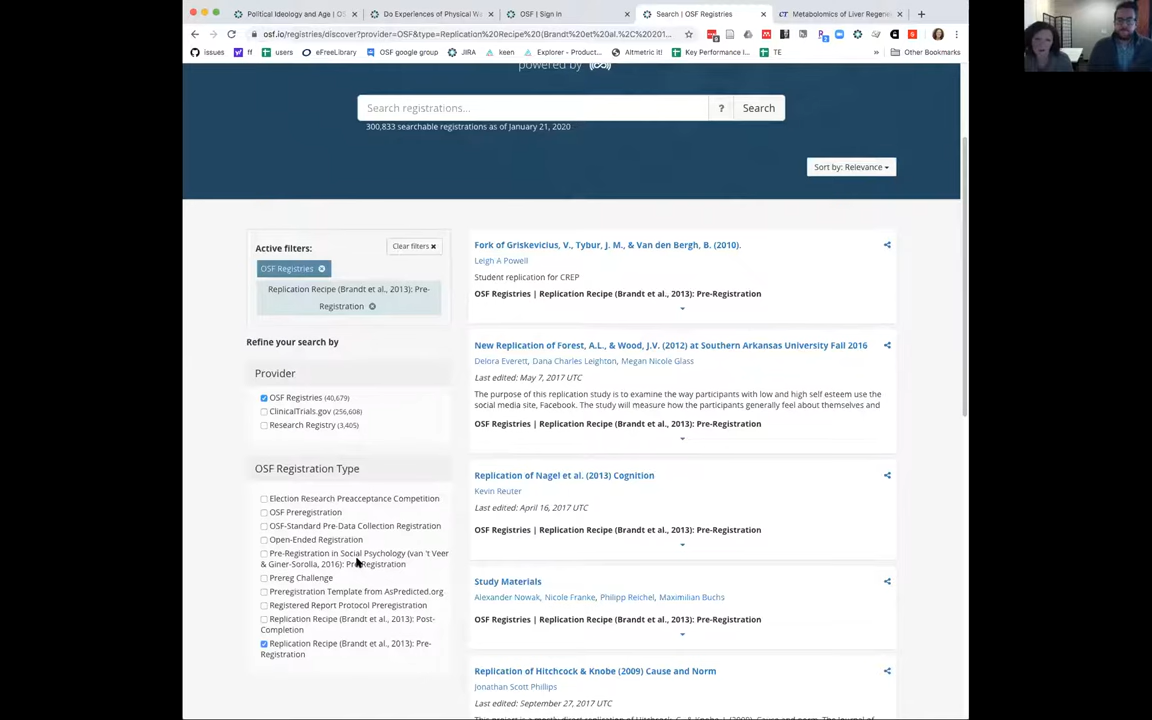 Political Ideology and Age | OS
Do Experiences of Physical We
OSF | Sign In
Search | OSF Registries
Metabolomics of Liver Regene
osf.io/registries/discover?provider=OSF&type=Replication%20Recipe%20(Brandt%20et%20al.%2C%20201...
issues
ff
users
eFreeLibrary
OSF google group
JIRA
keen
Explorer - Product...
Altmetric it!
Key Performance I...
TE
»
Other Bookmarks
powered by
Search registrations...
?
Search
300,833 searchable registrations as of January 21, 2020
Sort by: Relevance
Active filters:
Clear filters
OSF Registries
Replication Recipe (Brandt et al., 2013): Pre-
Registration
Refine your search by
Provider
OSF Registries (40,679)
ClinicalTrials.gov (256,608)
Research Registry (3,405)
OSF Registration Type
Election Research Preacceptance Competition
OSF Preregistration
OSF-Standard Pre-Data Collection Registration
Open-Ended Registration
Pre-Registration in Social Psychology (van 't Veer
& Giner-Sorolla, 2016): Pre-Registration
Prereg Challenge
Preregistration Template from AsPredicted.org
Registered Report Protocol Preregistration
Replication Recipe (Brandt et al., 2013): Post-
Completion
Replication Recipe (Brandt et al., 2013): Pre-
Registration
Fork of Griskevicius, V., Tybur, J. M., & Van den Bergh, B. (2010).
Leigh A Powell
Student replication for CREP
OSF Registries | Replication Recipe (Brandt et al., 2013): Pre-Registration
New Replication of Forest, A.L., & Wood, J.V. (2012) at Southern Arkansas University Fall 2016
Delora Everett, Dana Charles Leighton, Megan Nicole Glass
Last edited: May 7, 2017 UTC
The purpose of this replication study is to examine the way participants with low and high self esteem use the
social media site, Facebook. The study will measure how the participants generally feel about themselves and
OSF Registries | Replication Recipe (Brandt et al., 2013): Pre-Registration
Replication of Nagel et al. (2013) Cognition
Kevin Reuter
Last edited: April 16, 2017 UTC
OSF Registries | Replication Recipe (Brandt et al., 2013): Pre-Registration
Study Materials
Alexander Nowak, Nicole Franke, Philipp Reichel, Maximilian Buchs
OSF Registries | Replication Recipe (Brandt et al., 2013): Pre-Registration
Replication of Hitchcock & Knobe (2009) Cause and Norm
Jonathan Scott Phillips
Last edited: September 27, 2017 UTC